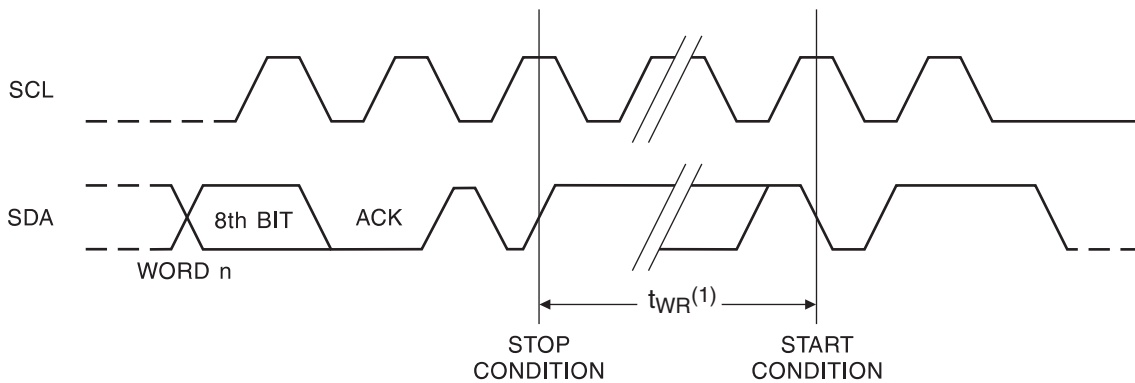 SCL
SDA
8th BIT
ACK
WORD n
tWR(1)
STOP
CONDITION
START
CONDITION